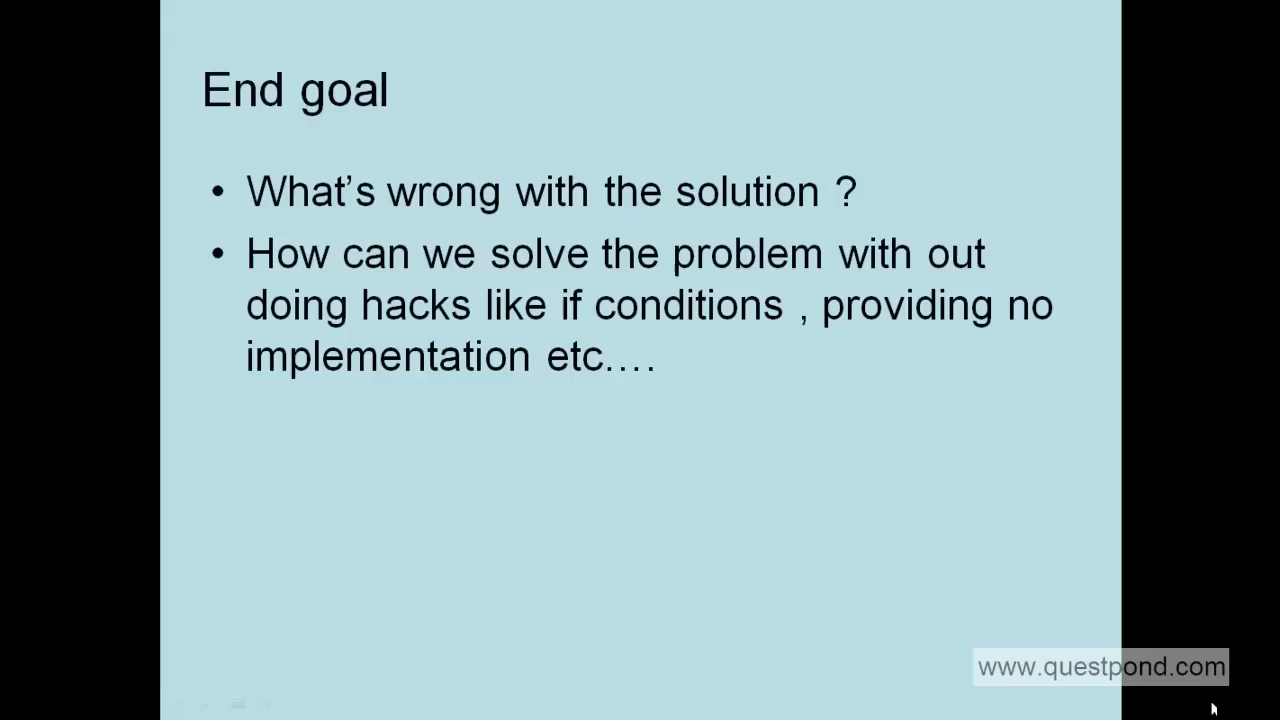 End goal
• What’s wrong with the solution ?
• How can we solve the problem with out
doing hacks like if conditions , providing no
implementation etc….
www.questpond.com